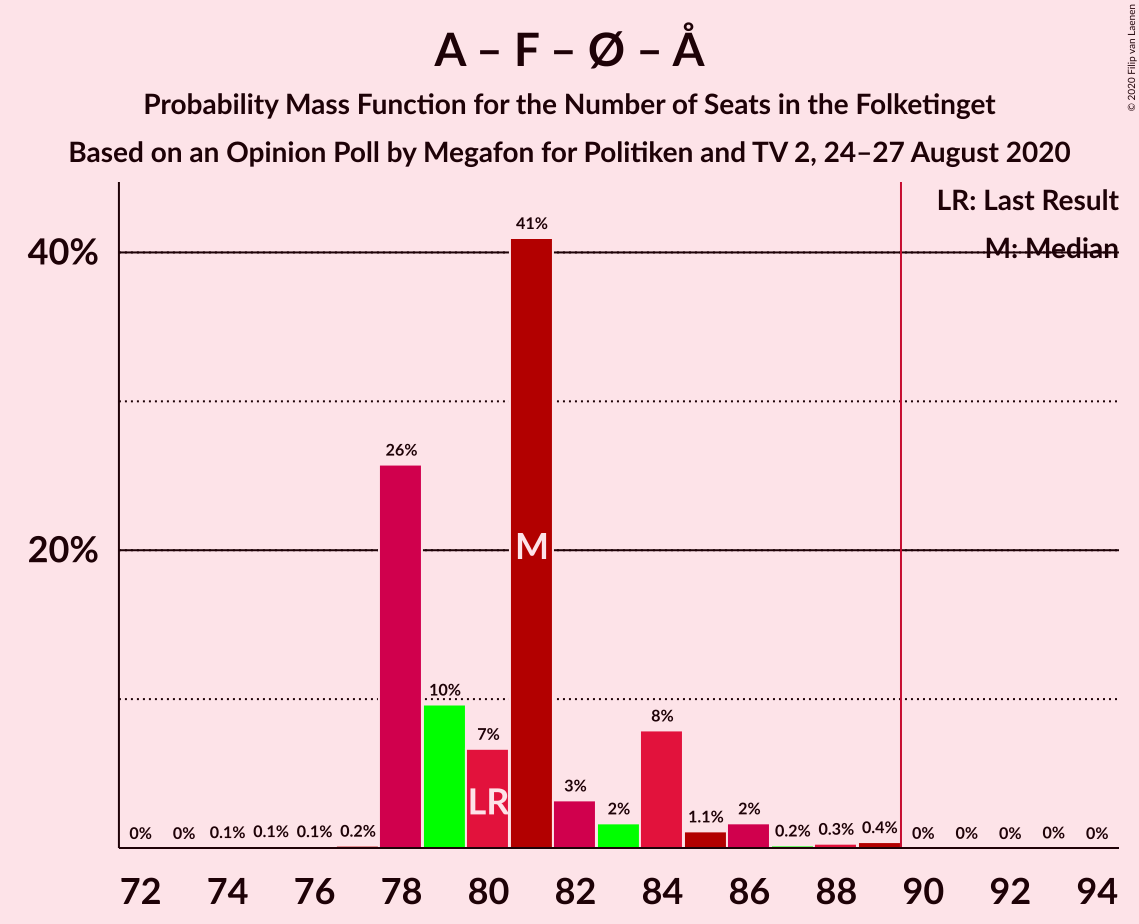 A – F – Ø – Å
Probability Mass Function for the Number of Seats in the Folketinget
Based on an Opinion Poll by Megafon for Politiken and TV 2, 24–27 August 2020
© 2020 Filip van Laenen
LR: Last Result
M: Median
40%
20%
0% 0% 0.1% 0.1% 0.1% 0.2% 26% 10% 7% 41% 3% 2% 8% 1.1% 2% 0.2% 0.3% 0.4% 0% 0% 0% 0% 0%
M
LR
72 74 76 78 80 82 84 86 88 90 92 94